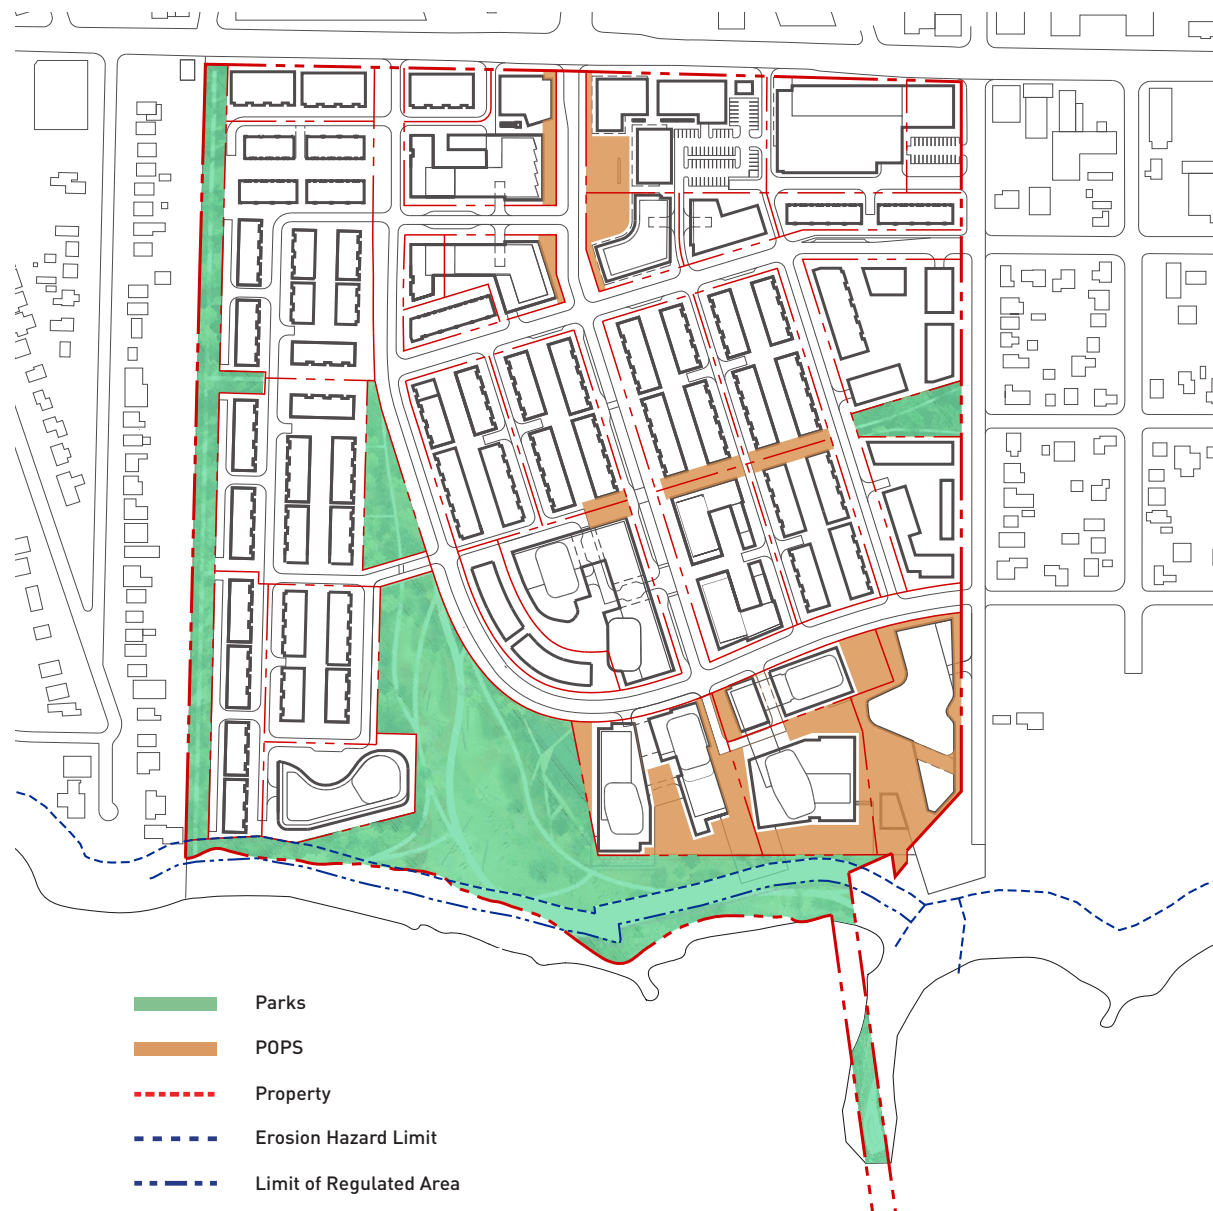 Parks
POPS
Property
Erosion Hazard Limit
Limit of Regulated Area